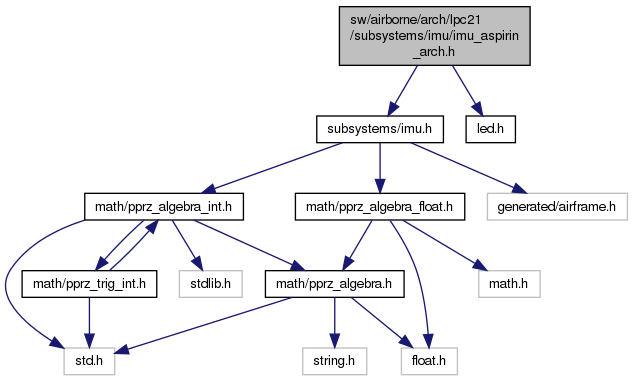 sw/airborne/arch/lpc21
/subsystems/imu/imu_aspirin
_arch.h
subsystems/imu.h
led.h
math/pprz_algebra_int.h
math/pprz_algebra_float.h
generated/airframe.h
math/pprz_trig_int.h
stdlib.h
math/pprz_algebra.h
math.h
std.h
string.h
float.h